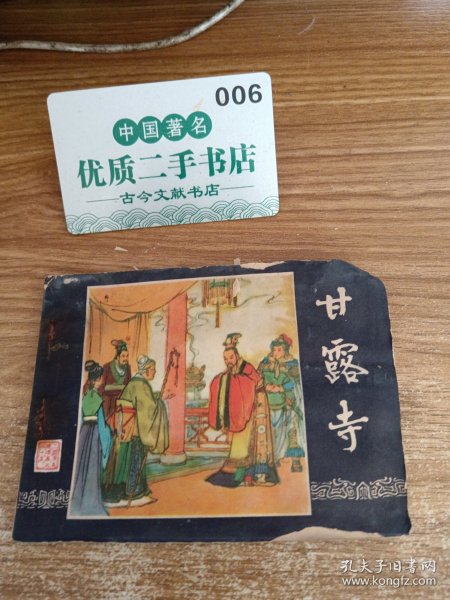 006
中国著名
优质二手书店
古今文献书店
甘露寺
孔夫子旧书网
www.kongfz.com